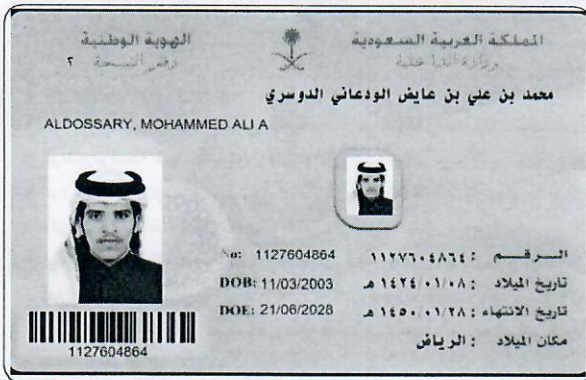 المملكة العربية السعودية
وزارة الداخلية
الهوية الوطنية
رقم النسخة ٢
محمد بن علي بن عايض الودعاني الدوسري
ALDOSSARY, MOHAMMED ALI A
No: 1127604864 الرقم : ١١٢٧٦٠٤٨٦٤
DOB: 11/03/2003 تاريخ الميلاد : ١٤٢٤/٠١/٠٨ هـ
DOE: 21/06/2028 تاريخ الانتهاء : ١٤٥٠/٠١/٢٨ هـ
مكان الميلاد : الرياض
1127604864